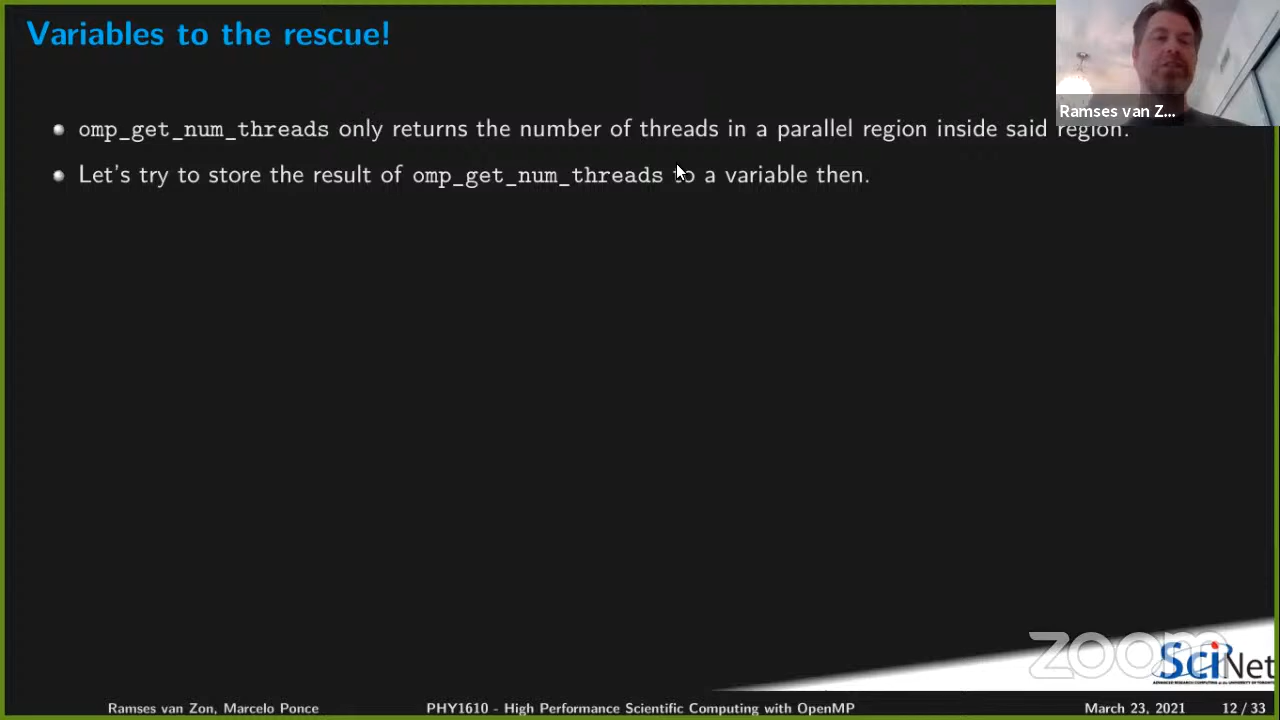 Variables to the rescue!
omp_get_num_threads only returns the number of threads in a parallel region inside said region.
Let's try to store the result of omp_get_num_threads to a variable then.
Ramses van Z...
zoom
SciNet
Ramses van Zon, Marcelo Ponce
PHY1610 - High Performance Scientific Computing with OpenMP
March 23, 2021
12 / 33